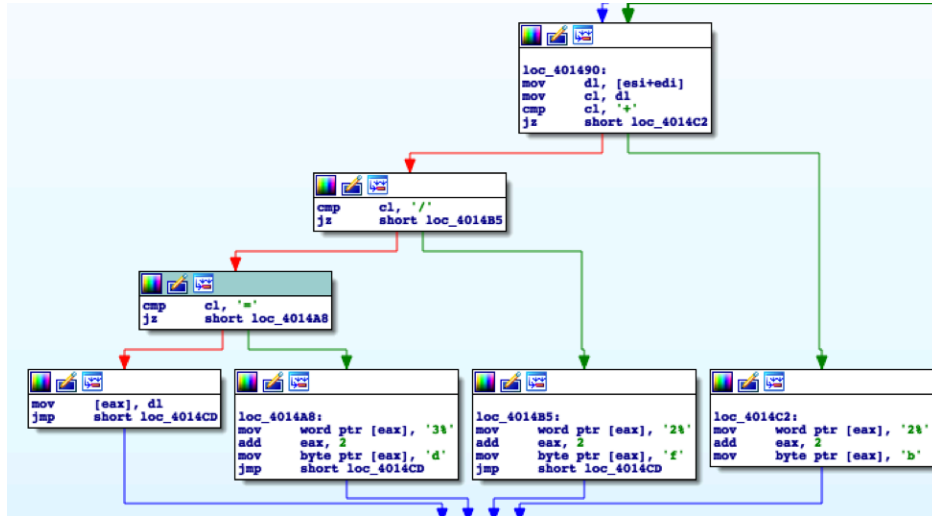 loc_401490:
mov dl, [esi+edi]
mov cl, dl
cmp cl, '+'
jz short loc_4014C2
cmp cl, '/'
jz short loc_4014B5
cmp cl, '='
jz short loc_4014A8
mov [eax], dl
jmp short loc_4014CD
loc_4014A8:
mov word ptr [eax], '3%'
add eax, 2
mov byte ptr [eax], 'd'
jmp short loc_4014CD
loc_4014B5:
mov word ptr [eax], '2%'
add eax, 2
mov byte ptr [eax], 'f'
jmp short loc_4014CD
loc_4014C2:
mov word ptr [eax], '2%'
add eax, 2
mov byte ptr [eax], 'b'